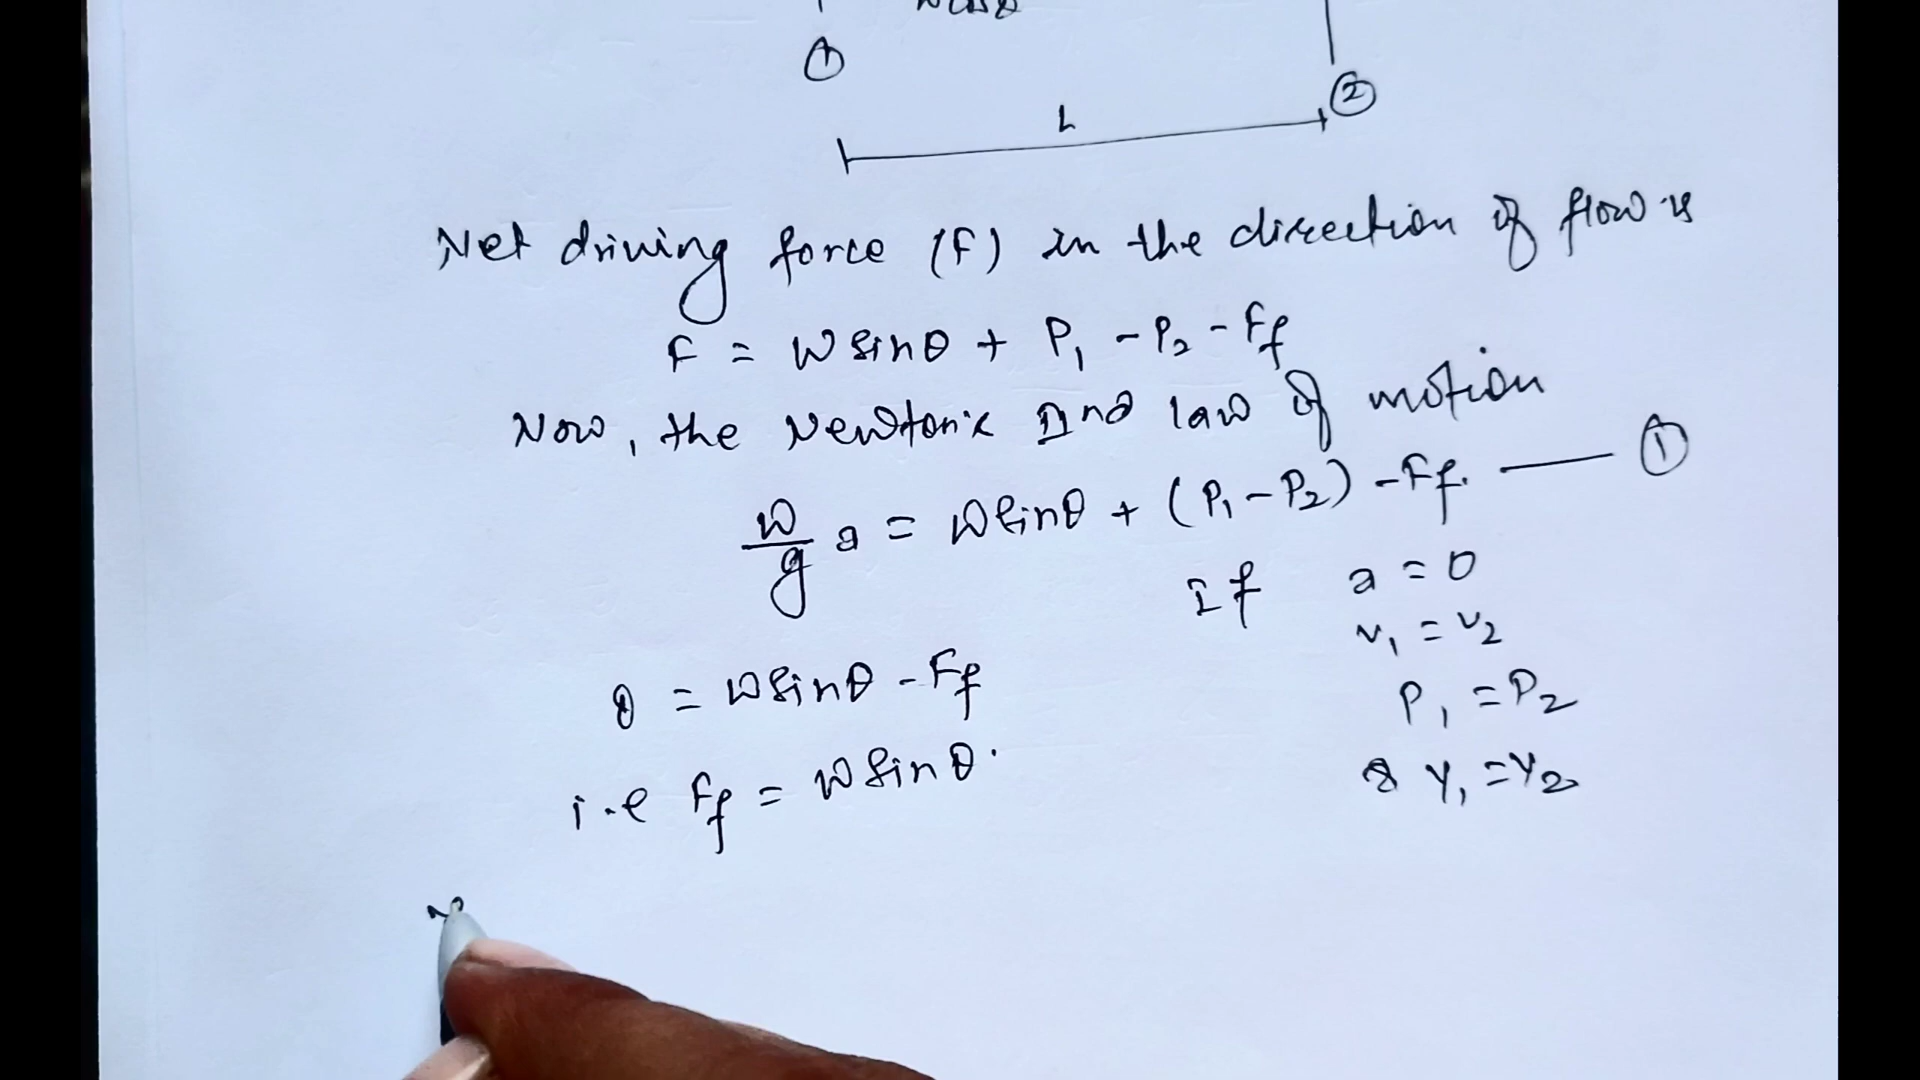 ①
②
L
Net driving force (F) in the direction of flow is
F = W sinθ + P₁ - P₂ - Ff
Now, the Newton's IInd law of motion
W/g a = W sinθ + (P₁ - P₂) - Ff. —— ①
If a = 0
v₁ = v₂
0 = W sinθ - Ff
P₁ = P₂
i.e Ff = W sinθ.
& Y₁ = Y₂